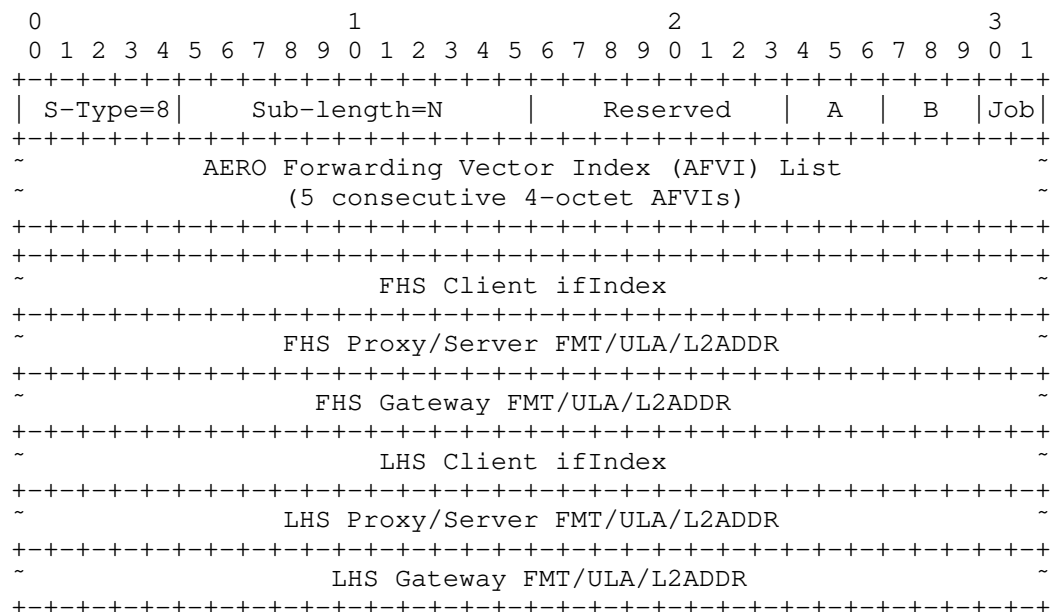 0                   1                   2                   3
 0 1 2 3 4 5 6 7 8 9 0 1 2 3 4 5 6 7 8 9 0 1 2 3 4 5 6 7 8 9 0 1
+-+-+-+-+-+-+-+-+-+-+-+-+-+-+-+-+-+-+-+-+-+-+-+-+-+-+-+-+-+-+-+-+
| S-Type=8|    Sub-length=N     |    Reserved   |  A  |  B  |Job|
+-+-+-+-+-+-+-+-+-+-+-+-+-+-+-+-+-+-+-+-+-+-+-+-+-+-+-+-+-+-+-+-+
~           AERO Forwarding Vector Index (AFVI) List            ~
~                (5 consecutive 4-octet AFVIs)                  ~
+-+-+-+-+-+-+-+-+-+-+-+-+-+-+-+-+-+-+-+-+-+-+-+-+-+-+-+-+-+-+-+-+
+-+-+-+-+-+-+-+-+-+-+-+-+-+-+-+-+-+-+-+-+-+-+-+-+-+-+-+-+-+-+-+-+
~                      FHS Client ifIndex                       ~
+-+-+-+-+-+-+-+-+-+-+-+-+-+-+-+-+-+-+-+-+-+-+-+-+-+-+-+-+-+-+-+-+
~                FHS Proxy/Server FMT/ULA/L2ADDR                ~
+-+-+-+-+-+-+-+-+-+-+-+-+-+-+-+-+-+-+-+-+-+-+-+-+-+-+-+-+-+-+-+-+
~                  FHS Gateway FMT/ULA/L2ADDR                   ~
+-+-+-+-+-+-+-+-+-+-+-+-+-+-+-+-+-+-+-+-+-+-+-+-+-+-+-+-+-+-+-+-+
~                      LHS Client ifIndex                       ~
+-+-+-+-+-+-+-+-+-+-+-+-+-+-+-+-+-+-+-+-+-+-+-+-+-+-+-+-+-+-+-+-+
~                LHS Proxy/Server FMT/ULA/L2ADDR                ~
+-+-+-+-+-+-+-+-+-+-+-+-+-+-+-+-+-+-+-+-+-+-+-+-+-+-+-+-+-+-+-+-+
~                   LHS Gateway FMT/ULA/L2ADDR                  ~
+-+-+-+-+-+-+-+-+-+-+-+-+-+-+-+-+-+-+-+-+-+-+-+-+-+-+-+-+-+-+-+-+